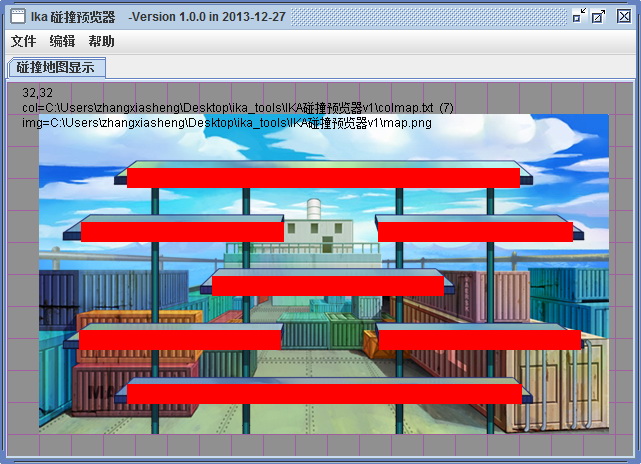 Ika 碰撞预览器 -Version 1.0.0 in 2013-12-27
文件 编辑 帮助
碰撞地图显示
32,32
col=C:\Users\zhangxiasheng\Desktop\ika_tools\IKA碰撞预览器v1\colmap.txt (7)
img=C:\Users\zhangxiasheng\Desktop\ika_tools\IKA碰撞预览器v1\map.png